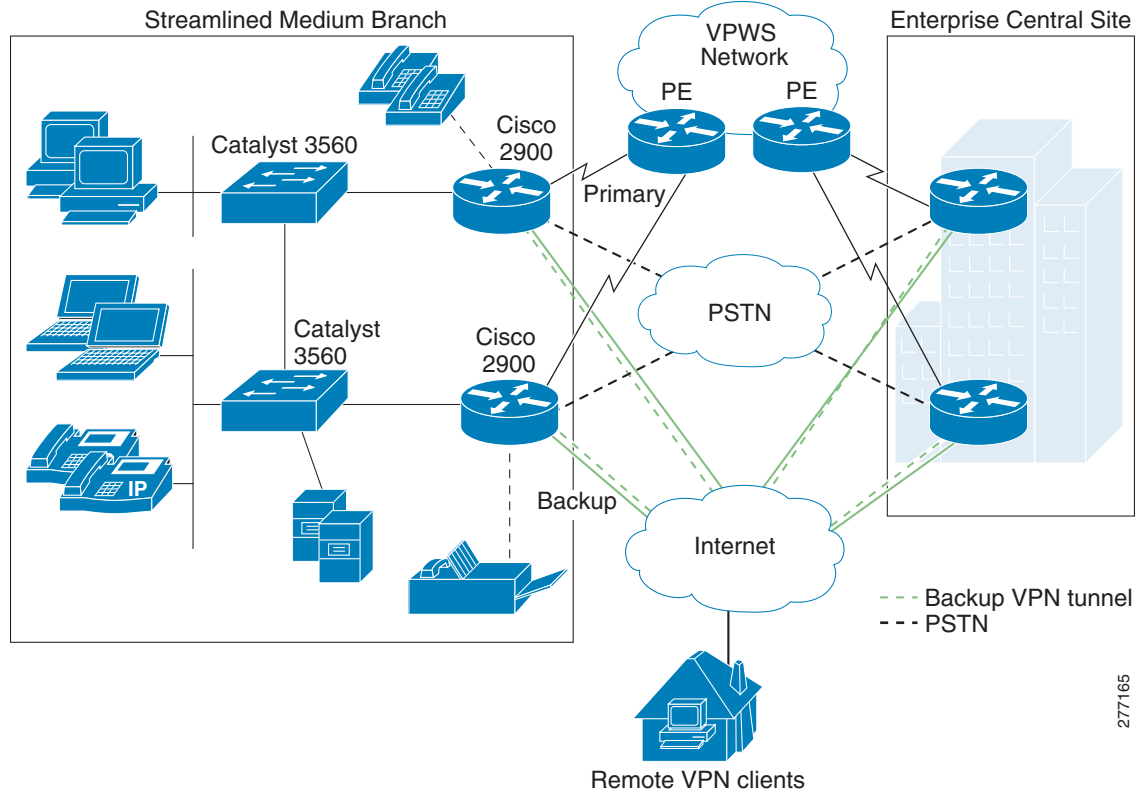 Streamlined Medium Branch
Enterprise Central Site
VPWS
Network
PE
PE
Cisco
2900
Catalyst 3560
Primary
PSTN
Catalyst
3560
Cisco
2900
IP
Backup
Internet
Backup VPN tunnel
PSTN
277165
Remote VPN clients